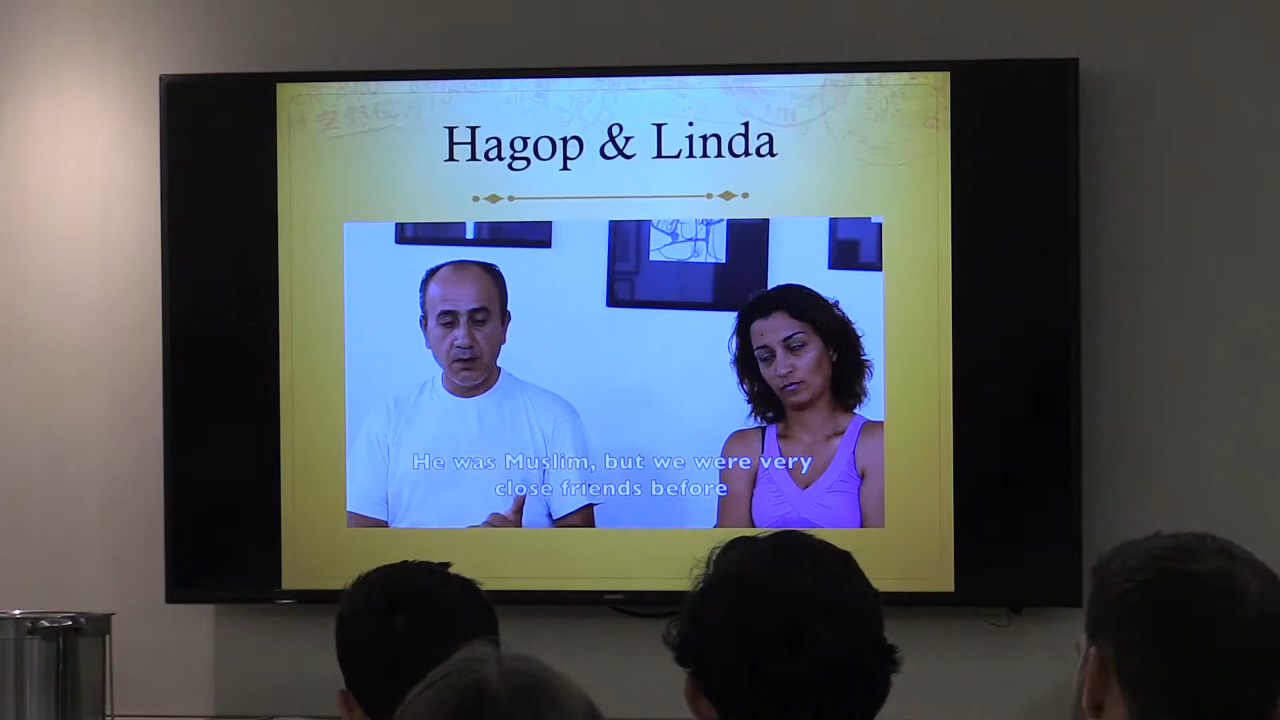 Hagop & Linda
He was Muslim, but we were very
close friends before